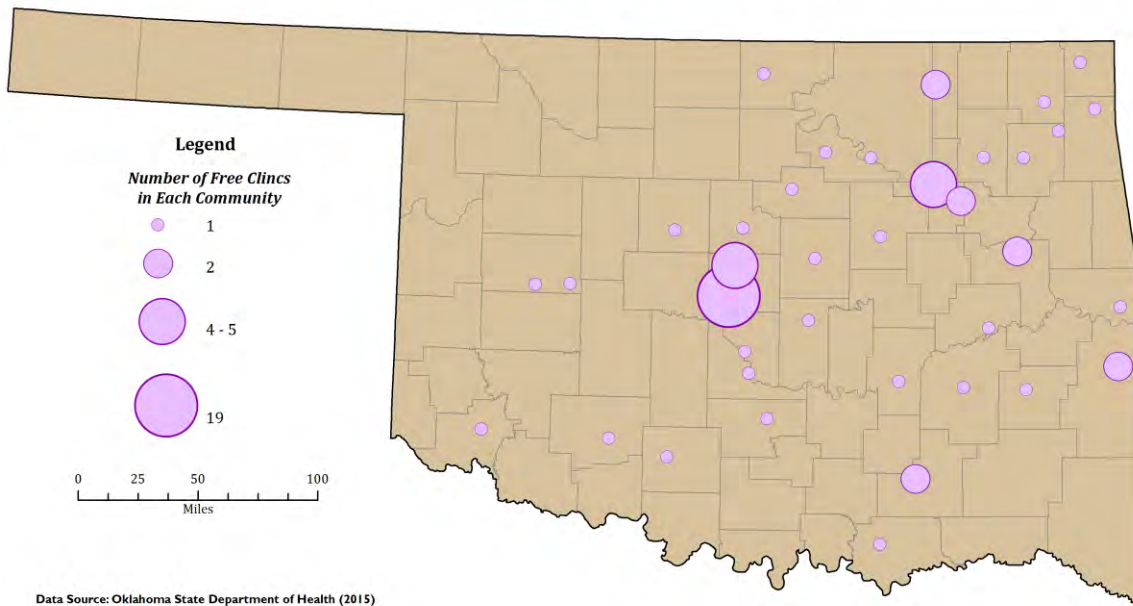 Legend
Number of Free Clincs
in Each Community
1
2
4 - 5
19
0 25 50 100
Miles
Data Source: Oklahoma State Department of Health (2015)